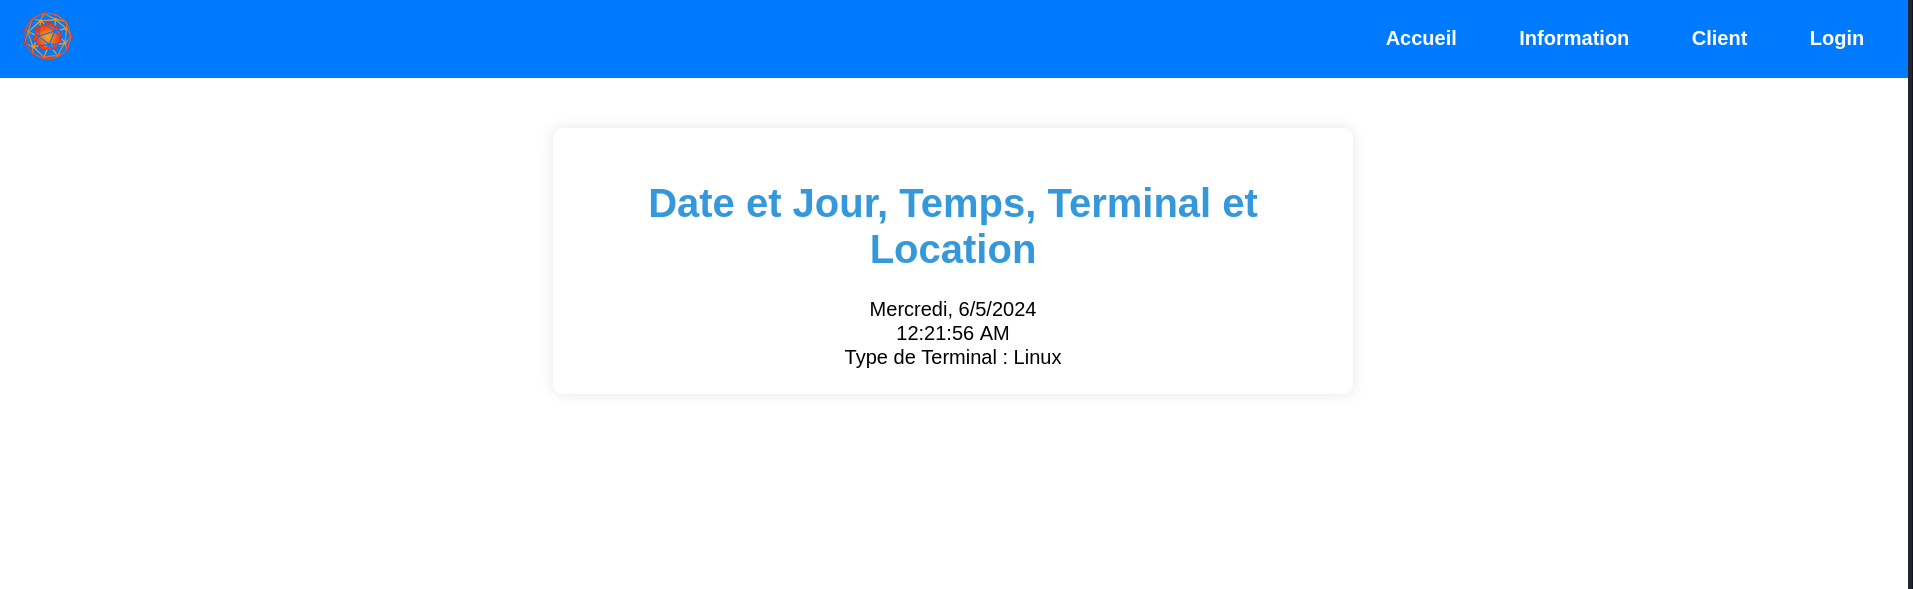 Accueil Information Client Login
Date et Jour, Temps, Terminal et
Location
Mercredi, 6/5/2024
12:21:56 AM
Type de Terminal : Linux